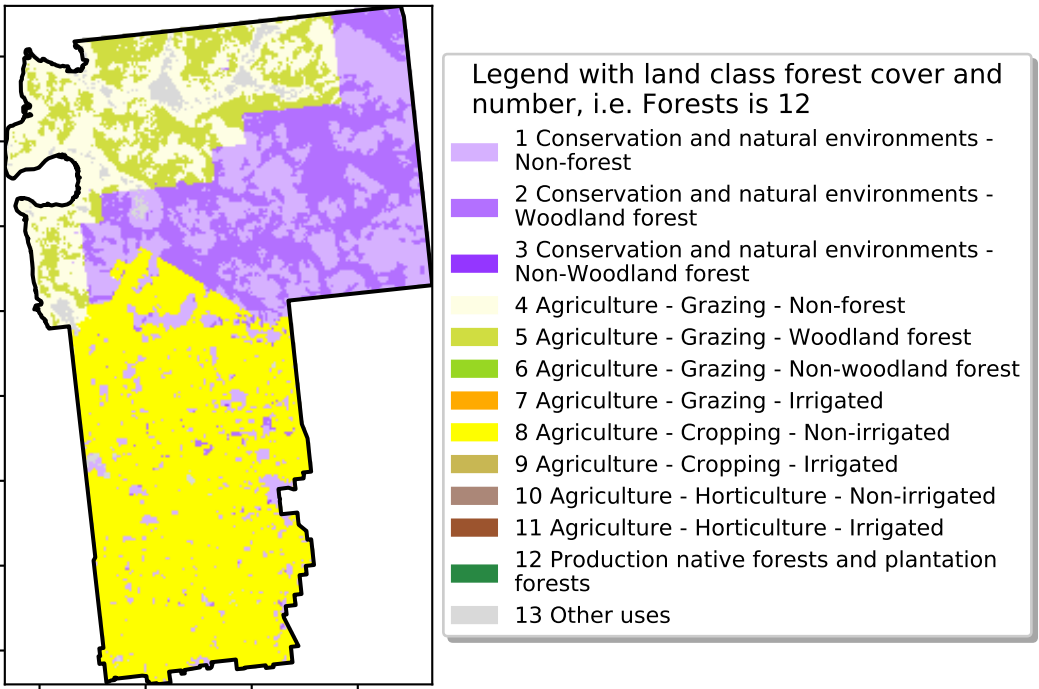 Legend with land class forest cover and
number, i.e. Forests is 12
1 Conservation and natural environments -
Non-forest
2 Conservation and natural environments -
Woodland forest
3 Conservation and natural environments -
Non-Woodland forest
4 Agriculture - Grazing - Non-forest
5 Agriculture - Grazing - Woodland forest
6 Agriculture - Grazing - Non-woodland forest
7 Agriculture - Grazing - Irrigated
8 Agriculture - Cropping - Non-irrigated
9 Agriculture - Cropping - Irrigated
10 Agriculture - Horticulture - Non-irrigated
11 Agriculture - Horticulture - Irrigated
12 Production native forests and plantation
forests
13 Other uses